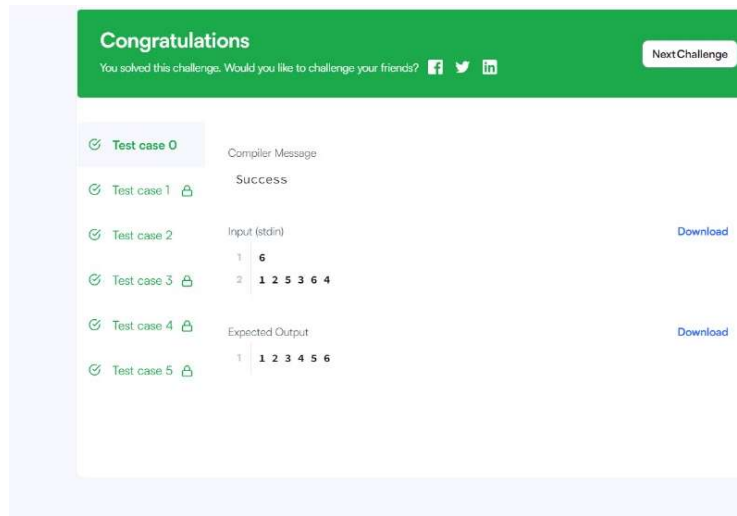 Congratulations
You solved this challenge. Would you like to challenge your friends?
Next Challenge
Test case 0
Test case 1
Test case 2
Test case 3
Test case 4
Test case 5
Compiler Message
Success
Input (stdin)
Download
1 6
2 1 2 5 3 6 4
Expected Output
Download
1 1 2 3 4 5 6